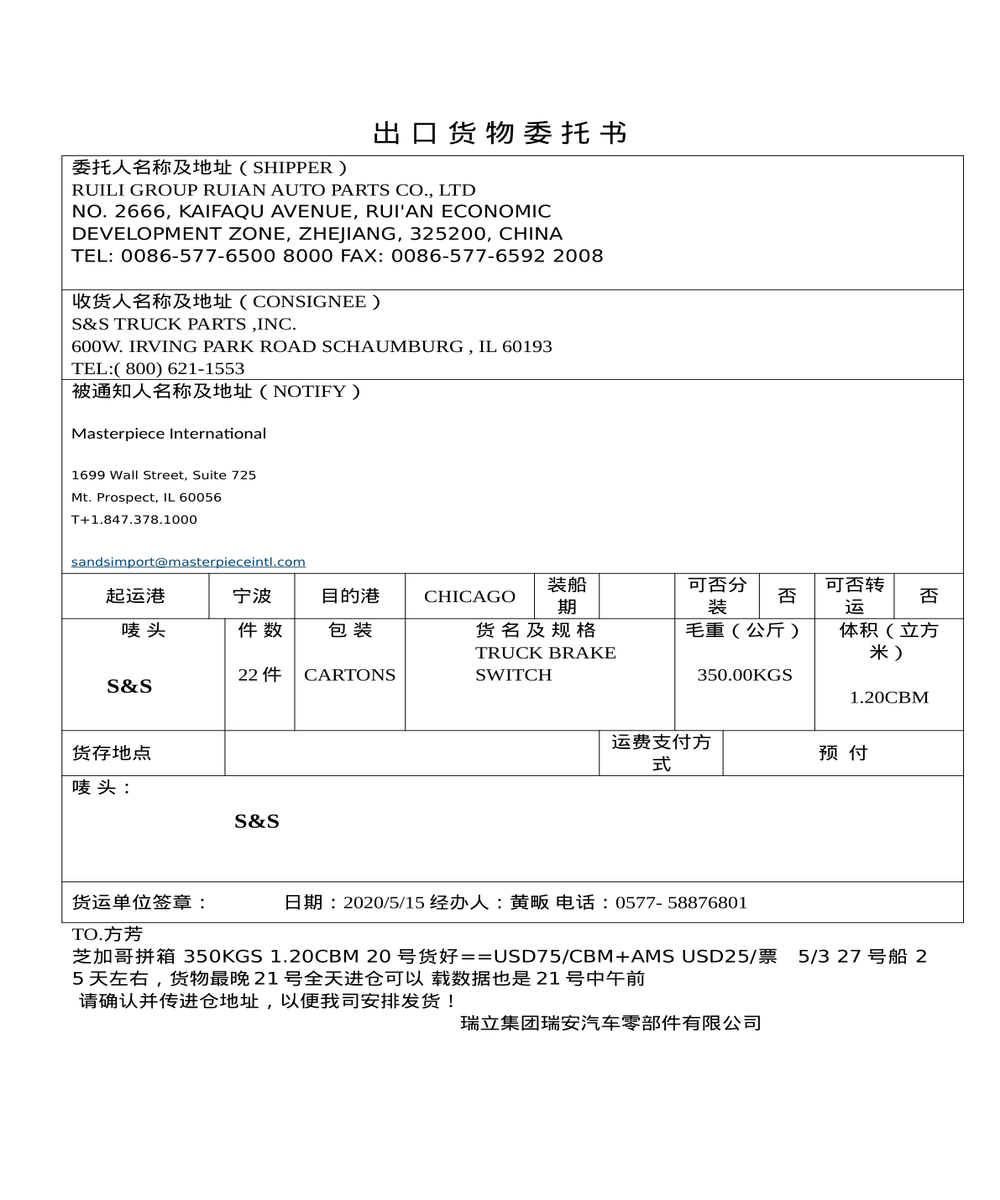 出 口 货 物 委 托 书
委托人名称及地址（SHIPPER）
RUILI GROUP RUIAN AUTO PARTS CO., LTD
NO. 2666, KAIFAQU AVENUE, RUI'AN ECONOMIC
DEVELOPMENT ZONE, ZHEJIANG, 325200, CHINA
TEL: 0086-577-6500 8000 FAX: 0086-577-6592 2008
收货人名称及地址（CONSIGNEE）
S&S TRUCK PARTS ,INC.
600W. IRVING PARK ROAD SCHAUMBURG , IL 60193
TEL:( 800) 621-1553
被通知人名称及地址（NOTIFY）
Masterpiece International
1699 Wall Street, Suite 725
Mt. Prospect, IL 60056
T+1.847.378.1000
sandsimport@masterpieceintl.com
起运港 宁波 目的港 CHICAGO 装船期 可否分装 否 可否转运 否
唛 头 件 数 包 装 货 名 及 规 格 毛重（公斤） 体积（立方米）
S&S 22 件 CARTONS TRUCK BRAKE SWITCH 350.00KGS 1.20CBM
货存地点 运费支付方式 预 付
唛 头：
S&S
货运单位签章： 日期：2020/5/15 经办人：黄畈 电话：0577- 58876801
TO.方芳
芝加哥拼箱 350KGS 1.20CBM 20 号货好==USD75/CBM+AMS USD25/票 5/3 27 号船 2
5 天左右，货物最晚 21 号全天进仓可以 载数据也是 21 号中午前
请确认并传进仓地址，以便我司安排发货！
瑞立集团瑞安汽车零部件有限公司